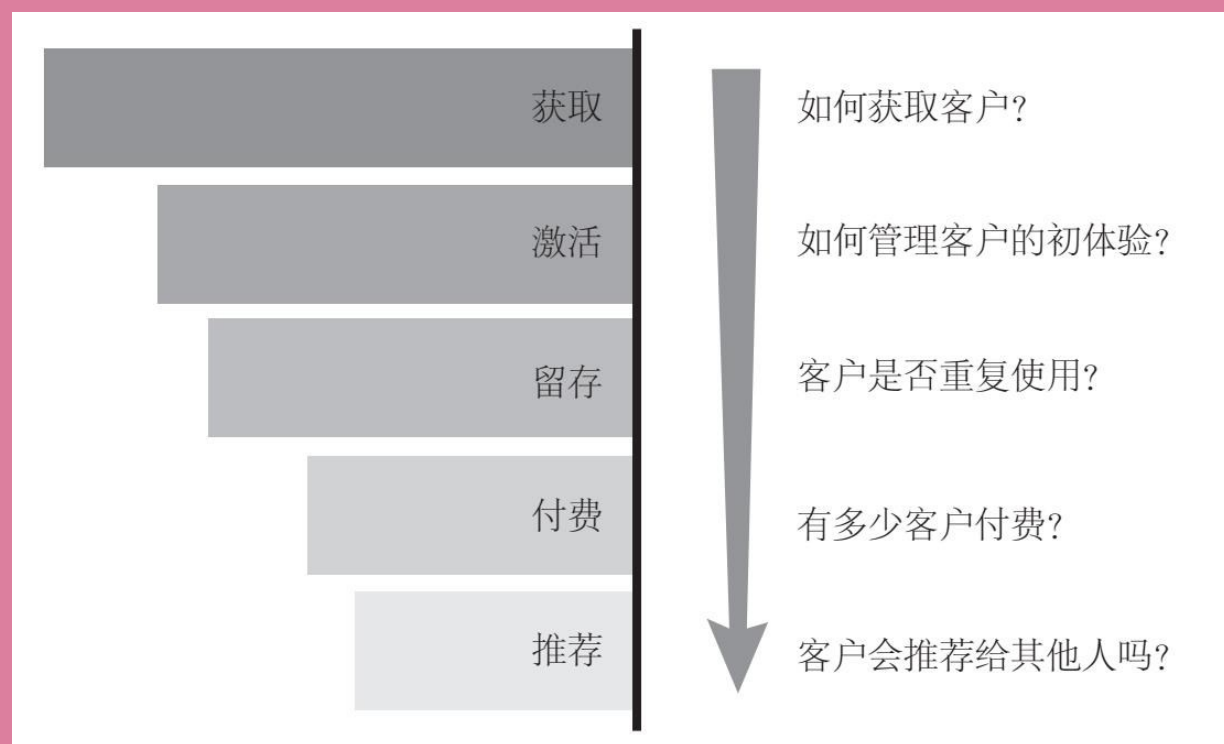 获取
如何获取客户?
激活
如何管理客户的初体验?
留存
客户是否重复使用?
付费
有多少客户付费?
推荐
客户会推荐给其他人吗?